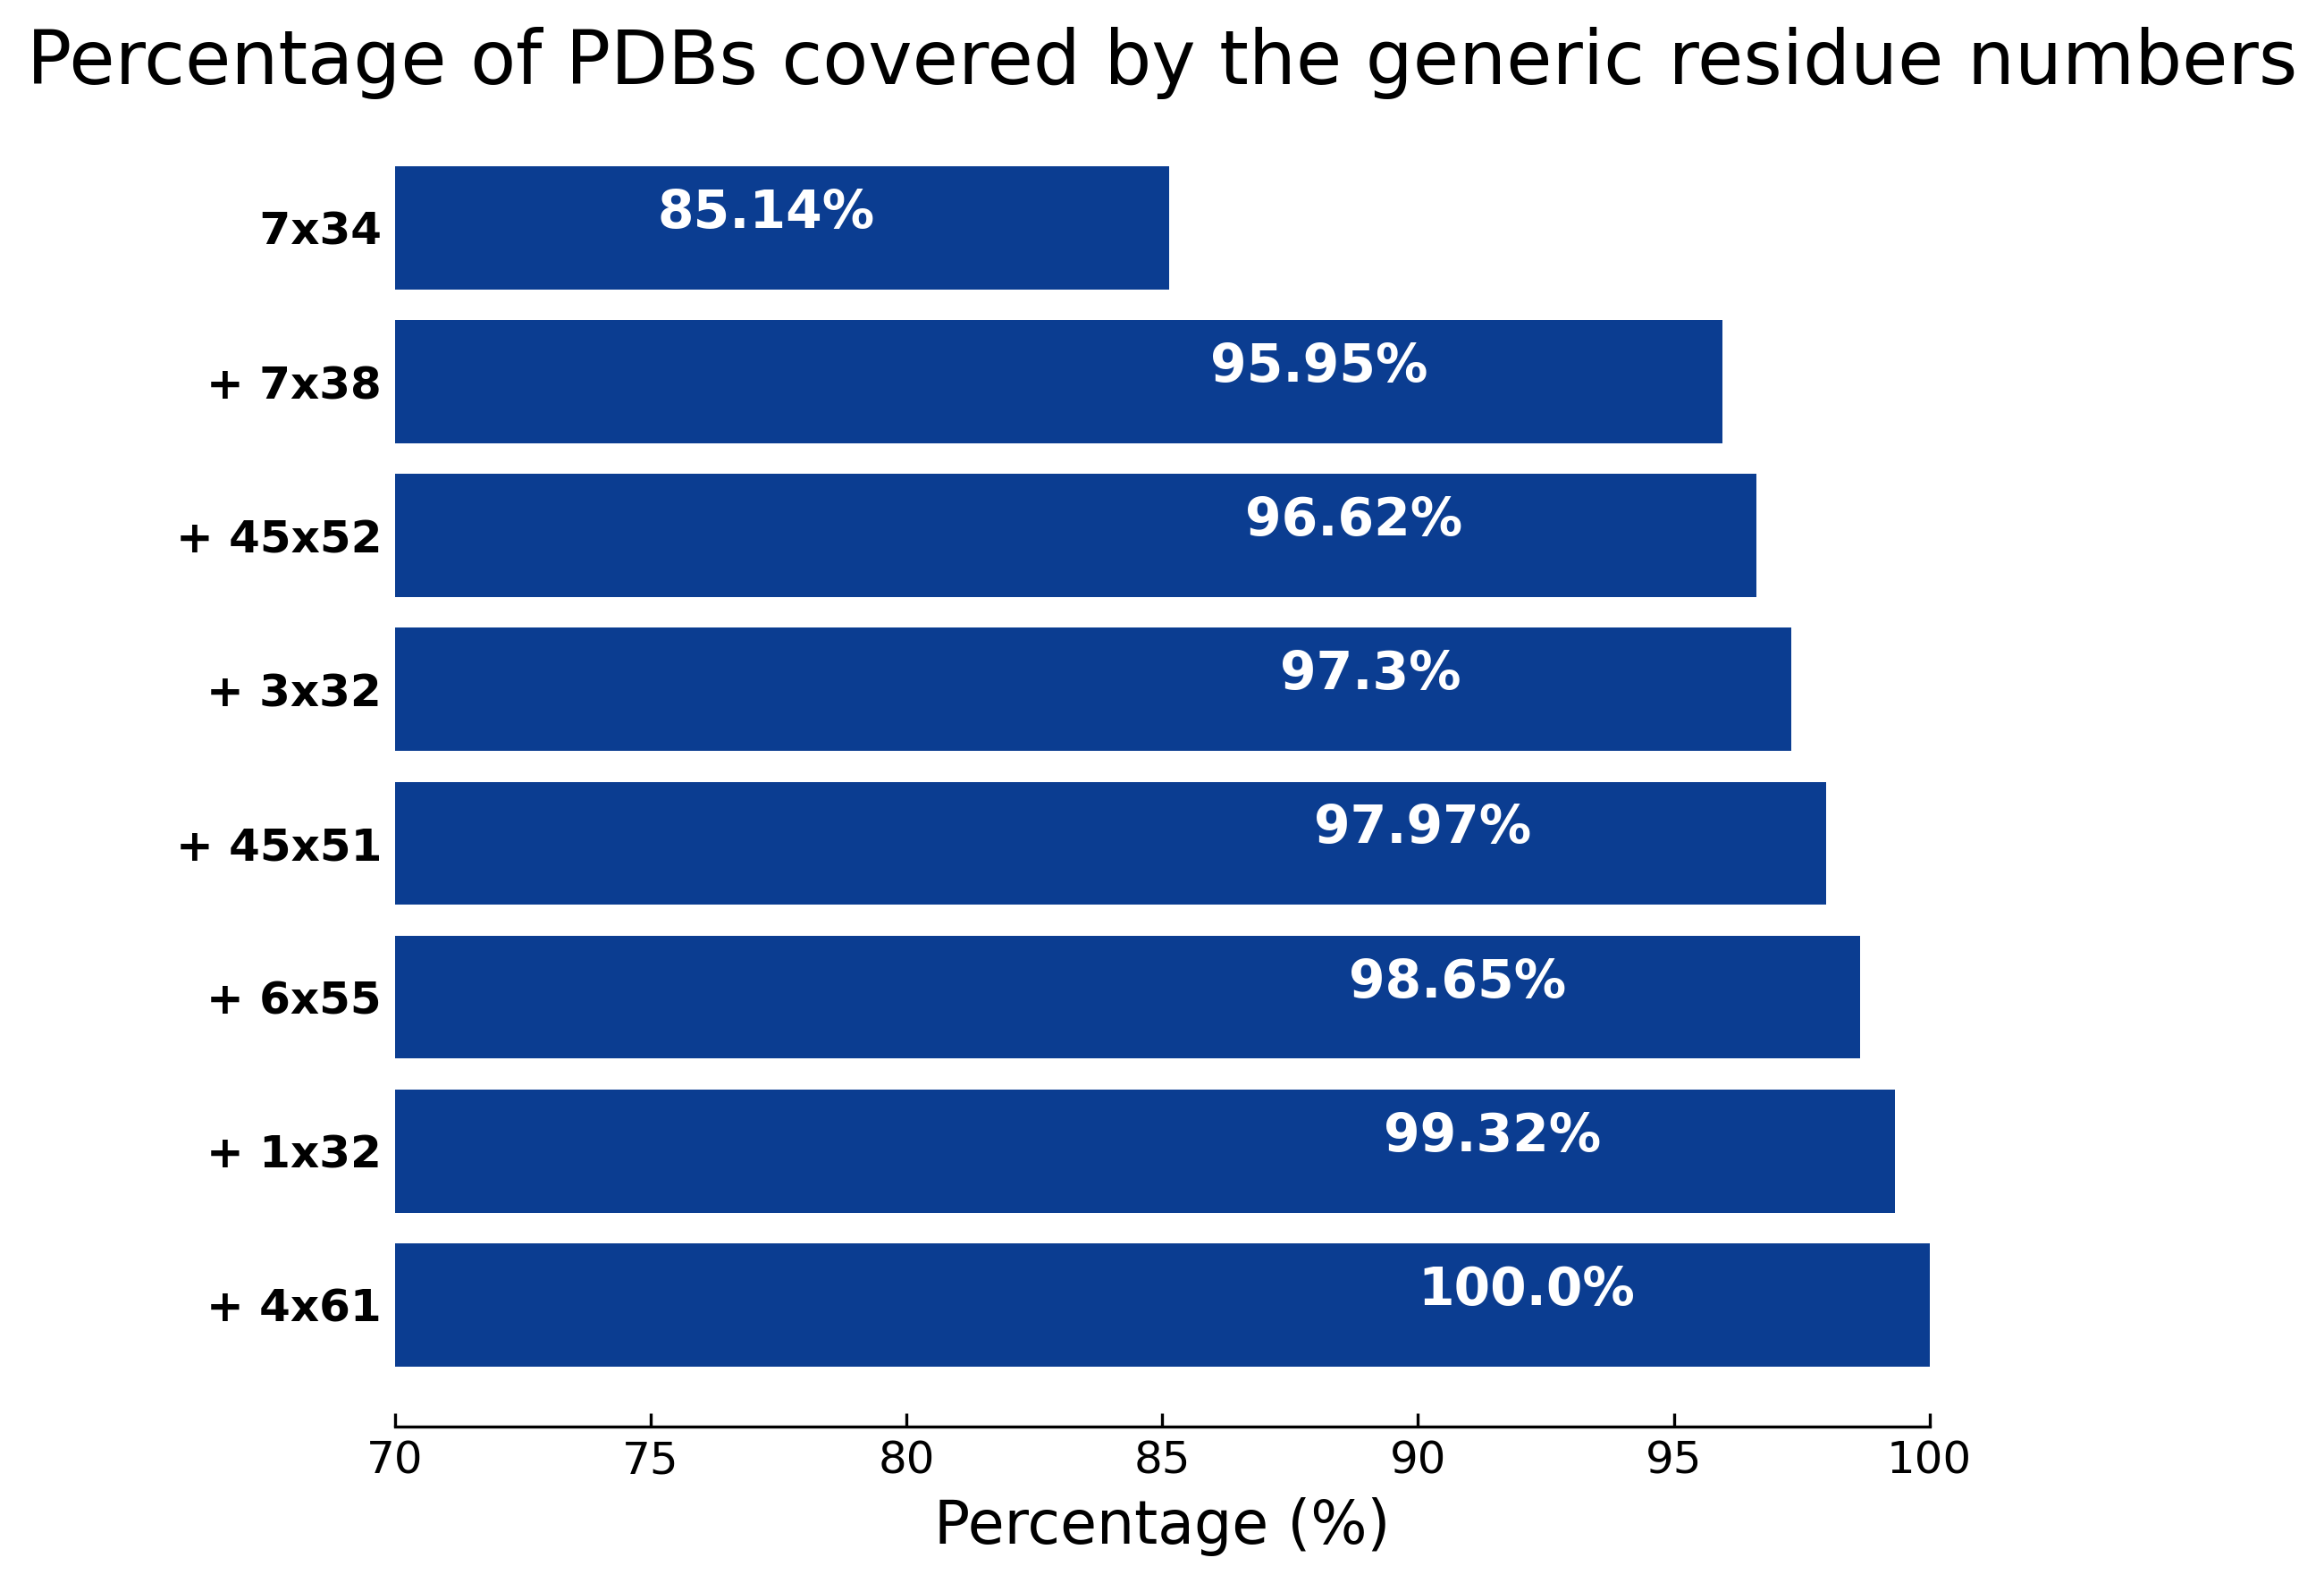 Percentage of PDBs covered by the generic residue numbers
7x34 85.14%
+ 7x38 95.95%
+ 45x52 96.62%
+ 3x32 97.3%
+ 45x51 97.97%
+ 6x55 98.65%
+ 1x32 99.32%
+ 4x61 100.0%
70 75 80 85 90 95 100
Percentage (%)